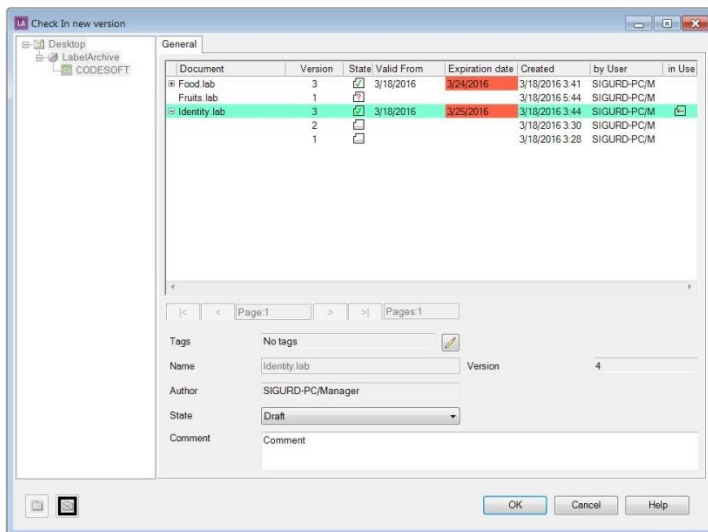 LA Check In new version
Desktop
LabelArchive
CODESOFT
General
Document Version State Valid From Expiration date Created by User in Use
Food.lab 3 3/18/2016 3/24/2016 3/18/2016 3:41 SIGURD-PC/M
Fruits.lab 1 3/18/2016 5:44 SIGURD-PC/M
Identity.lab 3 3/18/2016 3/25/2016 3/18/2016 3:44 SIGURD-PC/M
2 3/18/2016 3:30 SIGURD-PC/M
1 3/18/2016 3:28 SIGURD-PC/M
|< < Page:1 > >| Pages:1
Tags No tags
Name Identity.lab Version 4
Author SIGURD-PC/Manager
State Draft
Comment Comment
OK Cancel Help